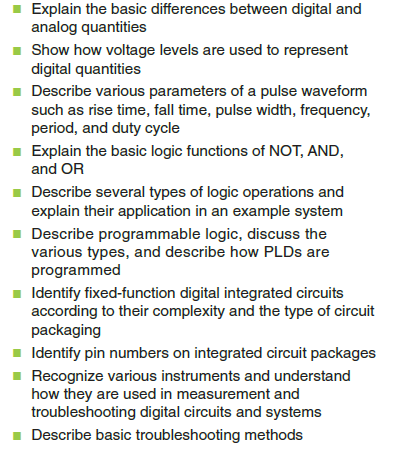 Explain the basic differences between digital and
analog quantities
Show how voltage levels are used to represent
digital quantities
Describe various parameters of a pulse waveform
such as rise time, fall time, pulse width, frequency,
period, and duty cycle
Explain the basic logic functions of NOT, AND,
and OR
Describe several types of logic operations and
explain their application in an example system
Describe programmable logic, discuss the
various types, and describe how PLDs are
programmed
Identify fixed-function digital integrated circuits
according to their complexity and the type of circuit
packaging
Identify pin numbers on integrated circuit packages
Recognize various instruments and understand
how they are used in measurement and
troubleshooting digital circuits and systems
Describe basic troubleshooting methods